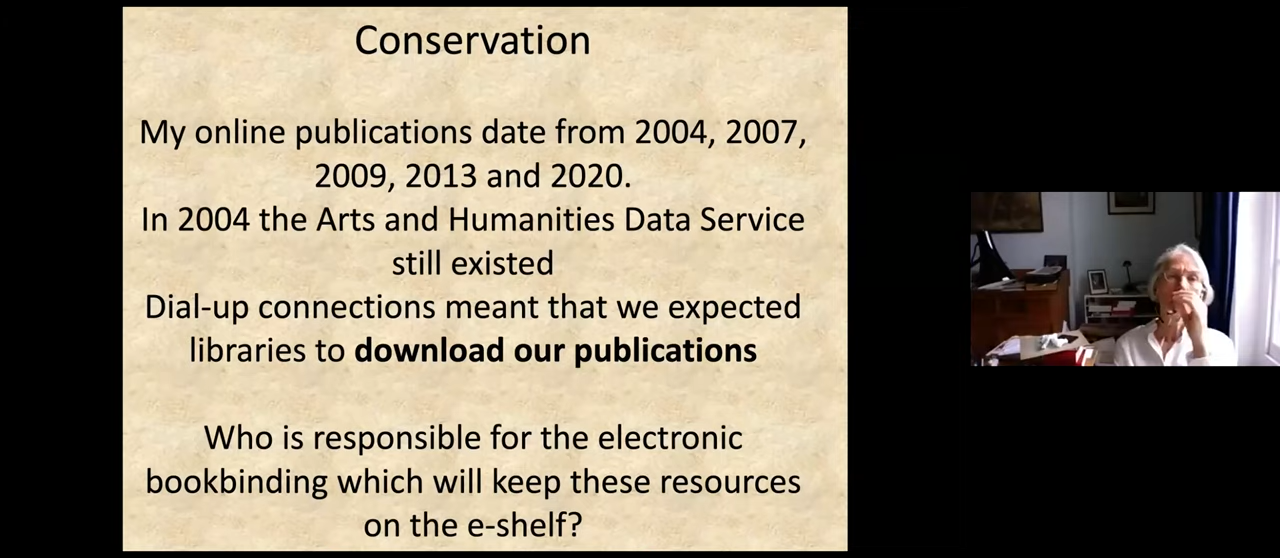 Conservation
My online publications date from 2004, 2007,
2009, 2013 and 2020.
In 2004 the Arts and Humanities Data Service
still existed
Dial-up connections meant that we expected
libraries to download our publications
Who is responsible for the electronic
bookbinding which will keep these resources
on the e-shelf?